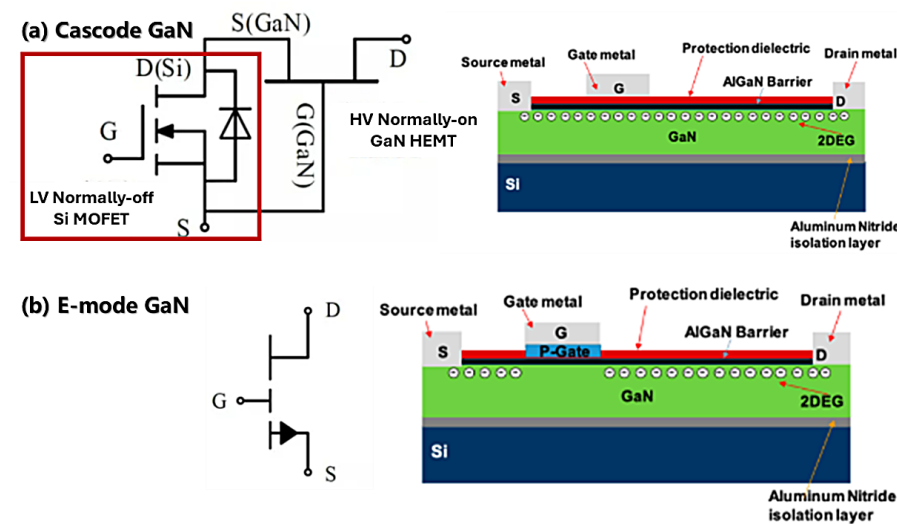 (a) Cascode GaN
S(GaN)
D
D(Si)
G
G(GaN)
HV Normally-on
GaN HEMT
LV Normally-off
Si MOFET
S
Source metal
Gate metal
Protection dielectric
Drain metal
AlGaN Barrier
S
G
D
GaN
2DEG
Si
Aluminum Nitride
isolation layer
(b) E-mode GaN
D
G
S
Source metal
Gate metal
Protection dielectric
Drain metal
AlGaN Barrier
G
S
P-Gate
D
GaN
2DEG
Si
Aluminum Nitride
isolation layer